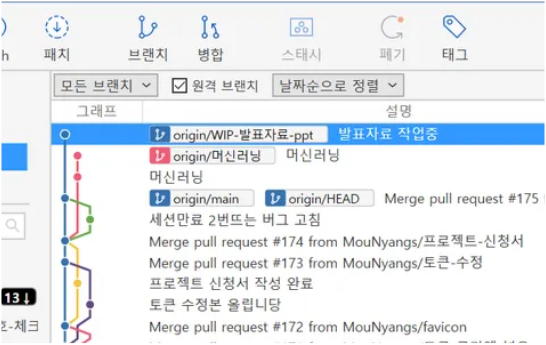 h 패치 브랜치 병합 스태시 폐기 태그
모든 브랜치 원격 브랜치 날짜순으로 정렬
그래프 설명
origin/WIP-발표자료-ppt 발표자료 작업중
origin/머신러닝 머신러닝
머신러닝
origin/main origin/HEAD Merge pull request #175
세션만료 2번뜨는 버그 고침
Merge pull request #174 from MouNyangs/프로젝트-신청서
Merge pull request #173 from MouNyangs/토큰-수정
프로젝트 신청서 작성 완료
13↓ 토큰 수정본 올립니당
호-체크 Merge pull request #172 from MouNyangs/favicon